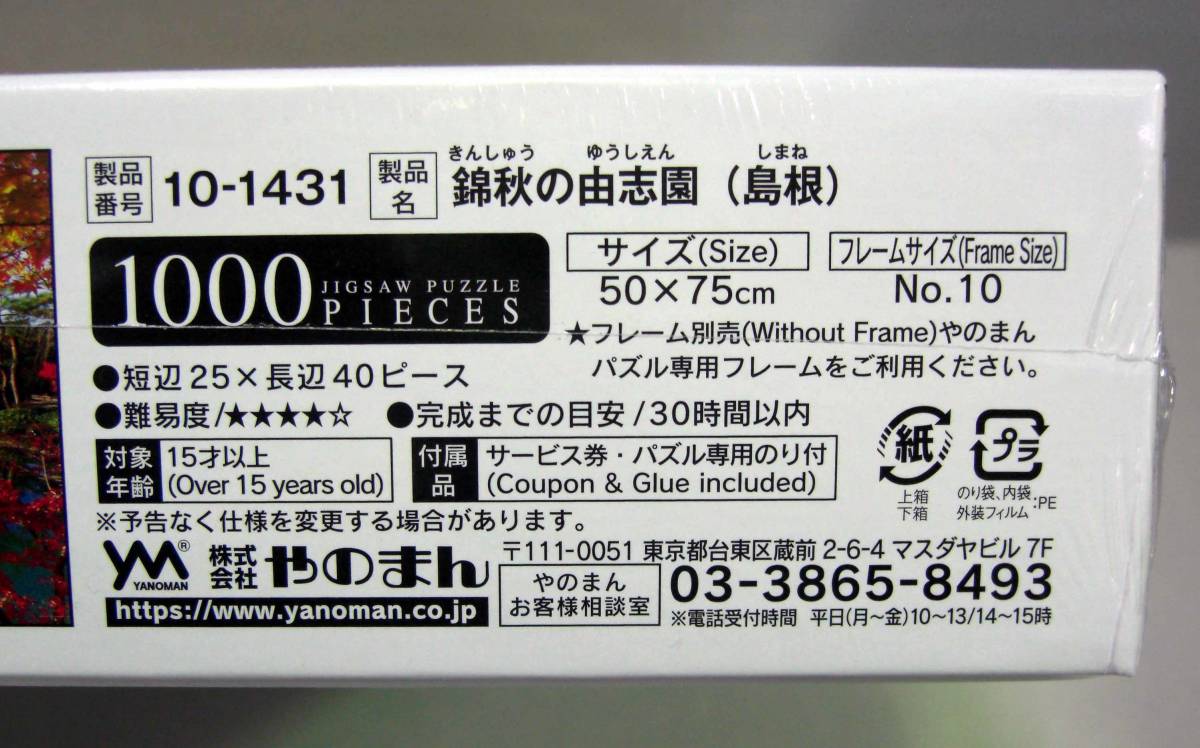 きんしゅう ゆうしえん しまね
製品番号 10-1431 製品名 錦秋の由志園（島根）
1000 JIGSAW PUZZLE PIECES
サイズ(Size) フレームサイズ(Frame Size)
50×75cm No.10
★フレーム別売(Without Frame)やのまん
パズル専用フレームをご利用ください。
●短辺25×長辺40ピース
●難易度/★★★★☆ ●完成までの目安/30時間以内
対象年齢 15才以上
(Over 15 years old)
付属品 サービス券・パズル専用のり付
(Coupon & Glue included)
紙
上箱
下箱
プラ
のり袋、内袋
外装フィルム :PE
※予告なく仕様を変更する場合があります。
YM® YANOMAN 株式会社 やのまん
https://www.yanoman.co.jp
〒111-0051 東京都台東区蔵前 2-6-4 マスダヤビル 7F
やのまん
お客様相談室
03-3865-8493
※電話受付時間 平日(月〜金)10〜13/14〜15時